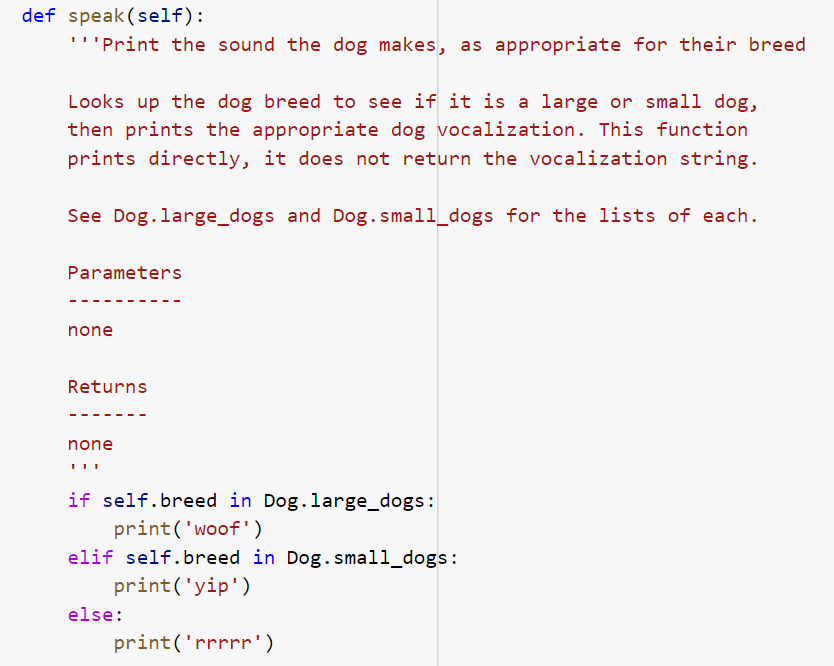 def speak(self):
    '''Print the sound the dog makes, as appropriate for their breed

    Looks up the dog breed to see if it is a large or small dog,
    then prints the appropriate dog vocalization. This function
    prints directly, it does not return the vocalization string.

    See Dog.large_dogs and Dog.small_dogs for the lists of each.

    Parameters
    ----------
    none

    Returns
    -------
    none
    '''
    if self.breed in Dog.large_dogs:
        print('woof')
    elif self.breed in Dog.small_dogs:
        print('yip')
    else:
        print('rrrrr')